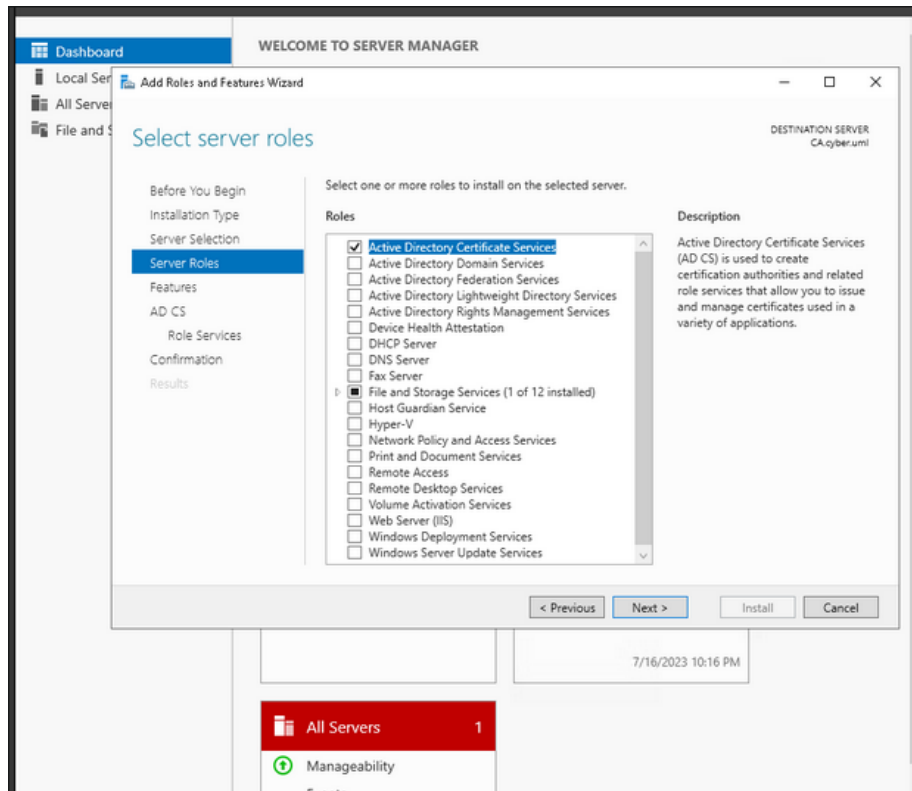 Dashboard
WELCOME TO SERVER MANAGER
Local Ser
All Server
File and S
Add Roles and Features Wizard
Select server roles
DESTINATION SERVER
CA.cyber.uml
Before You Begin
Installation Type
Server Selection
Server Roles
Features
AD CS
Role Services
Confirmation
Results
Select one or more roles to install on the selected server.
Roles
Active Directory Certificate Services
Active Directory Domain Services
Active Directory Federation Services
Active Directory Lightweight Directory Services
Active Directory Rights Management Services
Device Health Attestation
DHCP Server
DNS Server
Fax Server
File and Storage Services (1 of 12 installed)
Host Guardian Service
Hyper-V
Network Policy and Access Services
Print and Document Services
Remote Access
Remote Desktop Services
Volume Activation Services
Web Server (IIS)
Windows Deployment Services
Windows Server Update Services
Description
Active Directory Certificate Services
(AD CS) is used to create
certification authorities and related
role services that allow you to issue
and manage certificates used in a
variety of applications.
< Previous
Next >
Install
Cancel
7/16/2023 10:16 PM
All Servers 1
Manageability